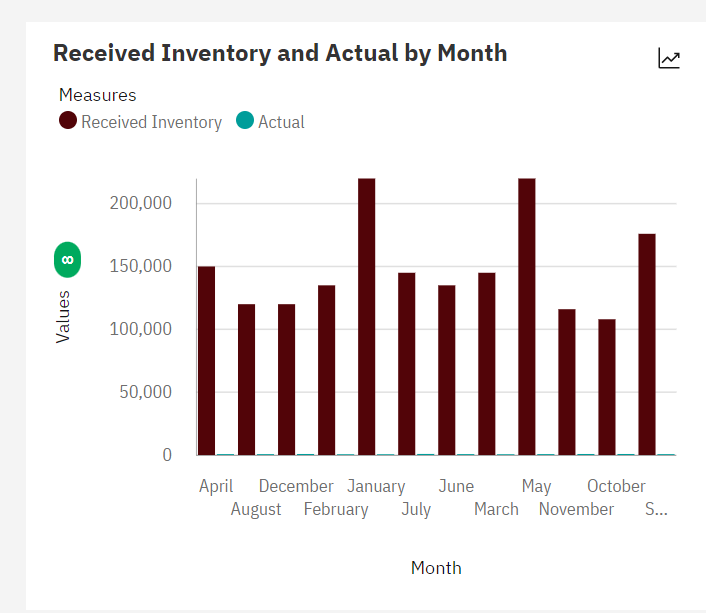 Received Inventory and Actual by Month
Measures
Received Inventory Actual
200,000
150,000
100,000
50,000
0
Values 8
April December January June May October
August February July March November S...
Month